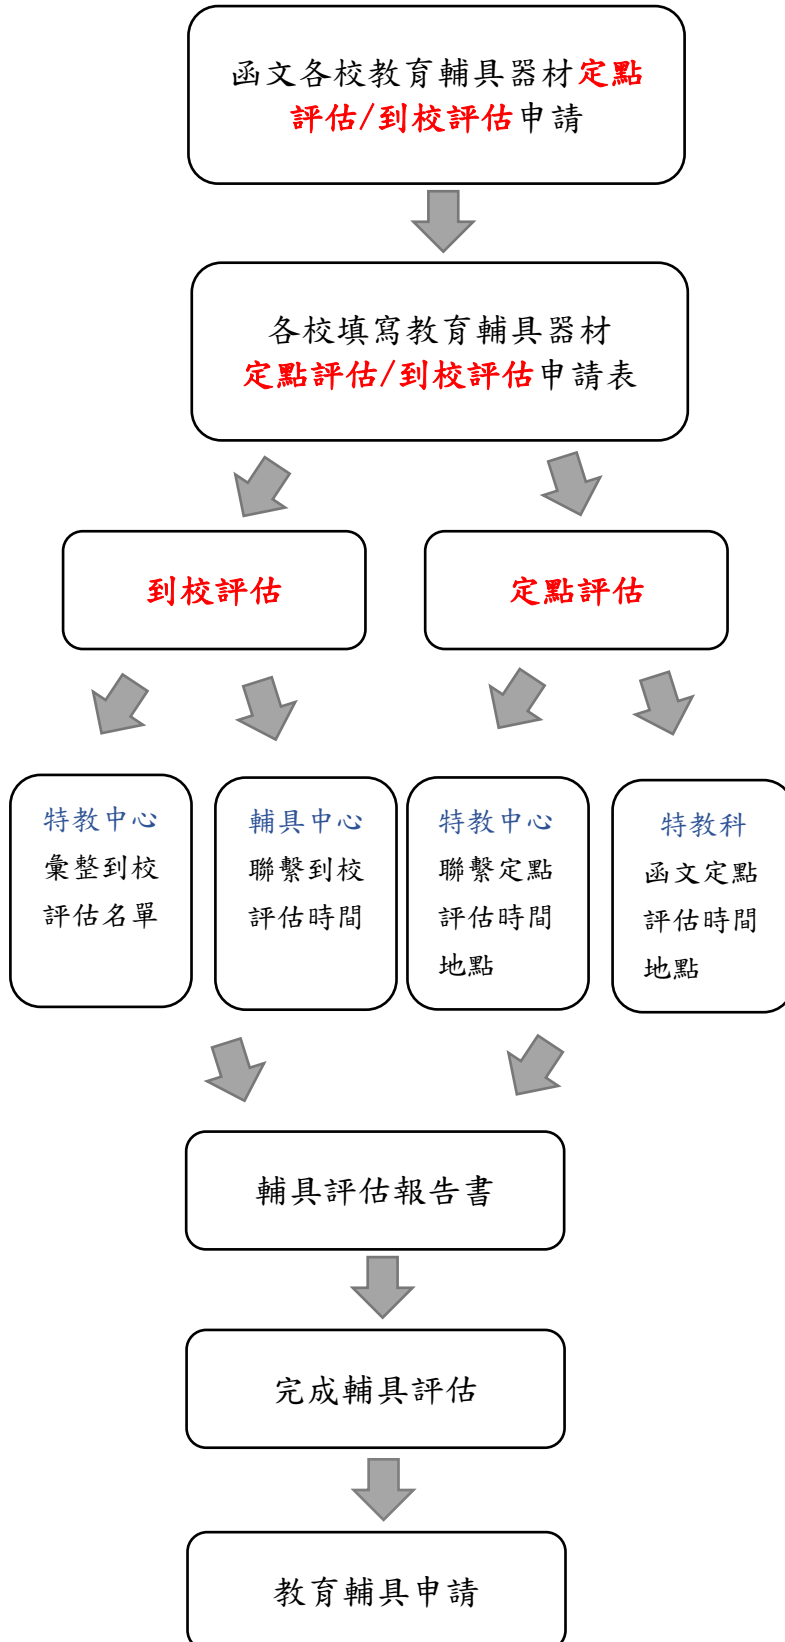 函文各校教育輔具器材定點
評估/到校評估申請
各校填寫教育輔具器材
定點評估/到校評估申請表
到校評估
定點評估
特教中心
彙整到校
評估名單
輔具中心
聯繫到校
評估時間
特教中心
聯繫定點
評估時間
地點
特教科
函文定點
評估時間
地點
輔具評估報告書
完成輔具評估
教育輔具申請